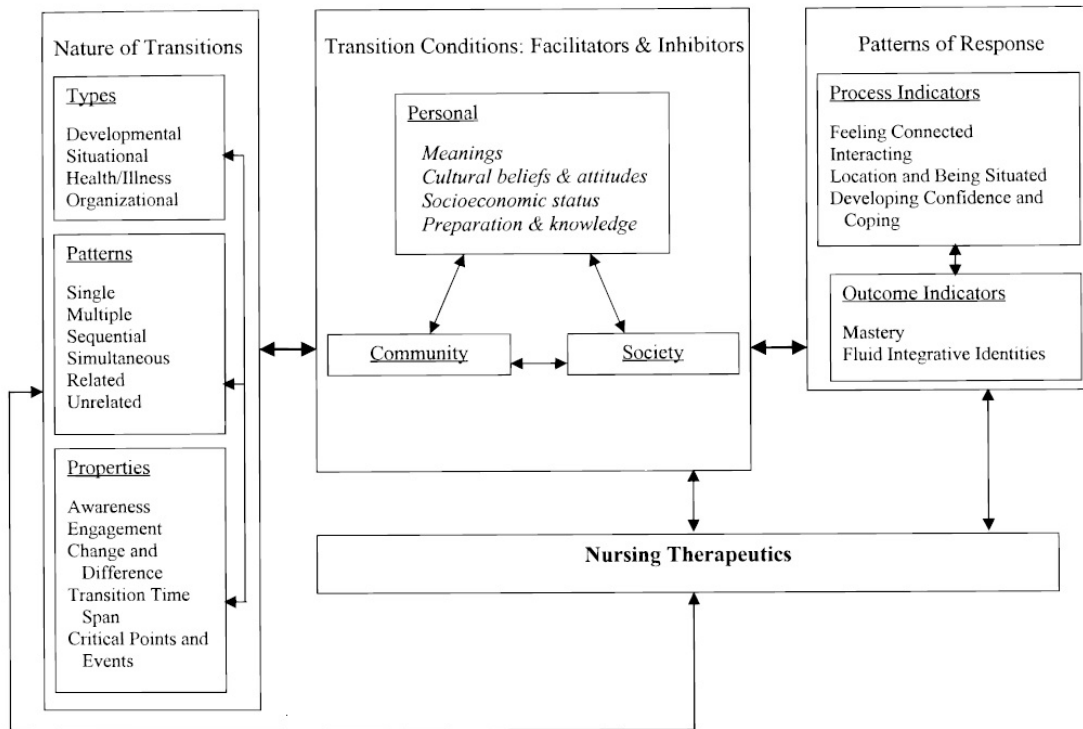 Nature of Transitions
Types
Developmental
Situational
Health/Illness
Organizational
Patterns
Single
Multiple
Sequential
Simultaneous
Related
Unrelated
Properties
Awareness
Engagement
Change and
Difference
Transition Time
Span
Critical Points and
Events
Transition Conditions: Facilitators & Inhibitors
Personal
Meanings
Cultural beliefs & attitudes
Socioeconomic status
Preparation & knowledge
Community
Society
Patterns of Response
Process Indicators
Feeling Connected
Interacting
Location and Being Situated
Developing Confidence and
Coping
Outcome Indicators
Mastery
Fluid Integrative Identities
Nursing Therapeutics